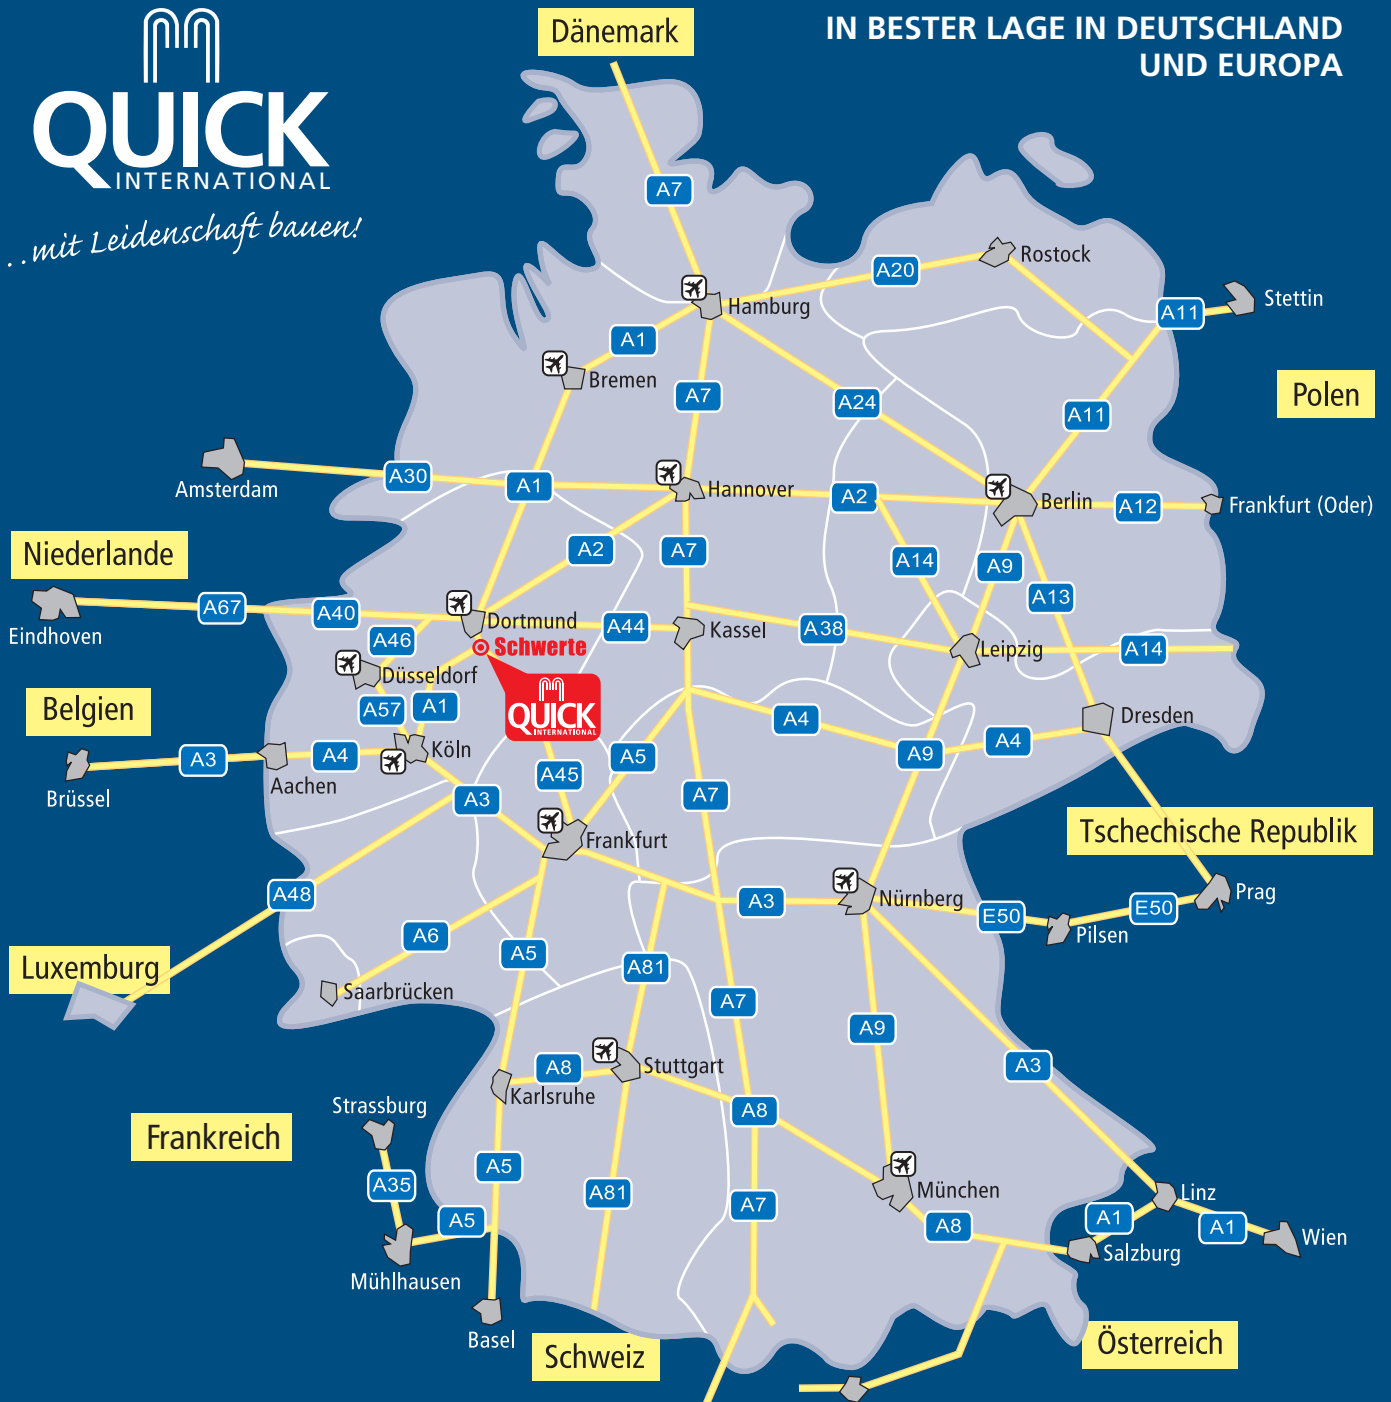 QUICK
INTERNATIONAL
..mit Leidenschaft bauen!
IN BESTER LAGE IN DEUTSCHLAND
UND EUROPA
Dänemark
A7
Rostock
A20
Stettin
A11
Hamburg
A1
Bremen
A7
A24
A11
Polen
Amsterdam
A30
A1
Hannover
A2
Berlin
A12
Frankfurt (Oder)
Niederlande
A2
A7
A14
A9
A13
Eindhoven
A67
A40
A46
Dortmund
A44
Kassel
A38
Leipzig
A14
Schwerte
Düsseldorf
Belgien
A57
A1
QUICK
INTERNATIONAL
A4
Dresden
A3
A4
Köln
A5
A9
A4
Brüssel
Aachen
A3
A45
A7
Frankfurt
Tschechische Republik
A48
A3
Nürnberg
E50
E50
Prag
Pilsen
A6
A5
A81
Luxemburg
Saarbrücken
A7
A9
A8
Stuttgart
A3
Karlsruhe
Strassburg
A8
Frankreich
A5
A35
A81
A7
München
Linz
A5
A8
A1
A1
Wien
Salzburg
Mühlhausen
Basel
Schweiz
Österreich